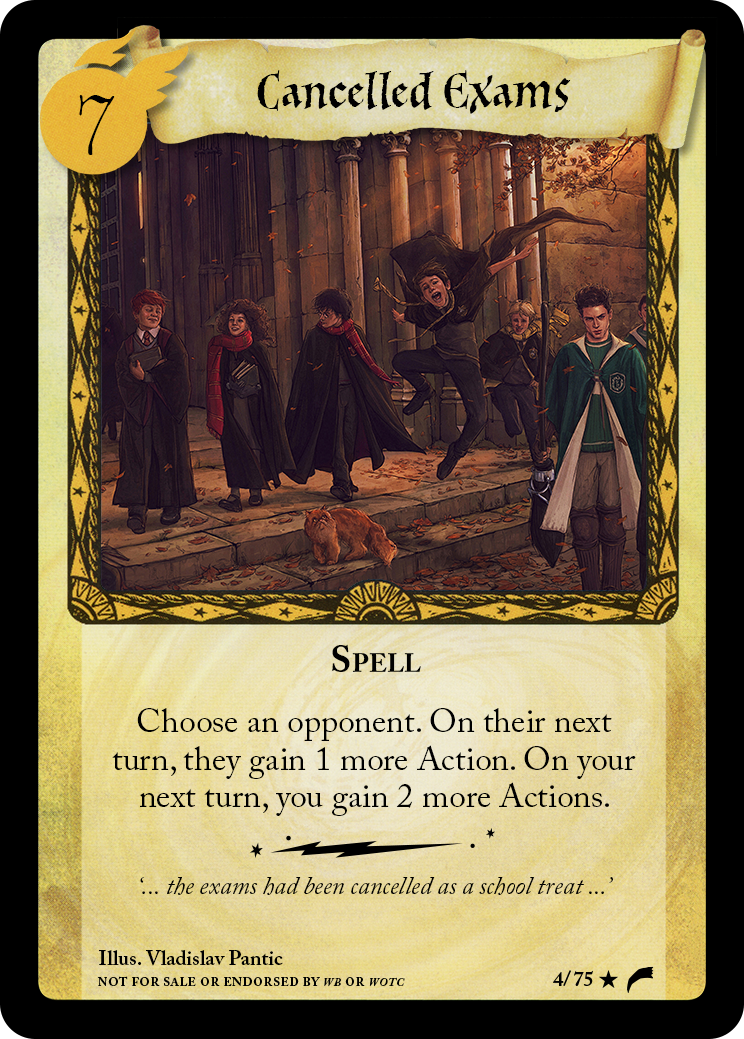 7
Cancelled Exams
Spell
Choose an opponent. On their next
turn, they gain 1 more Action. On your
next turn, you gain 2 more Actions.
‘... the exams had been cancelled as a school treat ...’
Illus. Vladislav Pantic
NOT FOR SALE OR ENDORSED BY WB OR WOTC
4/75 ★